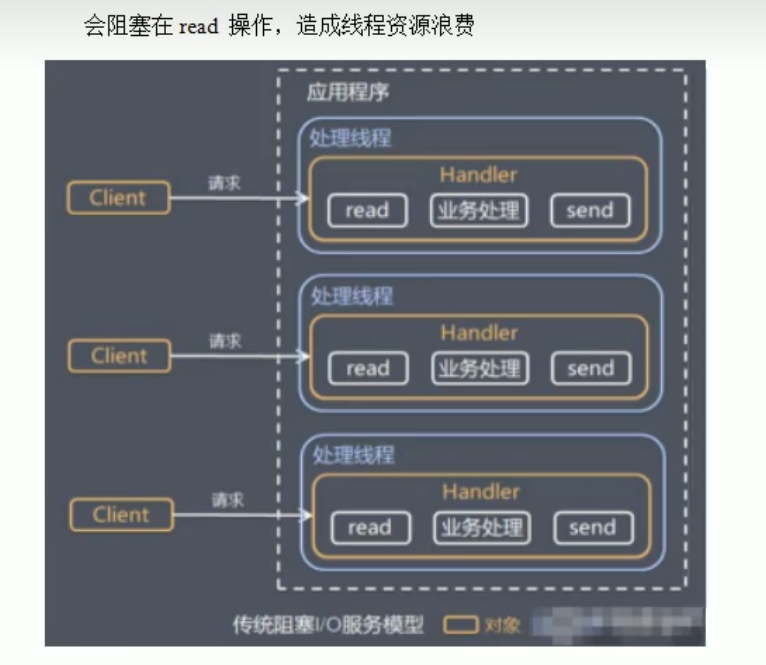 会阻塞在 read 操作，造成线程资源浪费
应用程序
处理线程
Handler
Client
请求
read
业务处理
send
处理线程
Handler
Client
请求
read
业务处理
send
处理线程
Handler
Client
请求
read
业务处理
send
传统阻塞I/O服务模型
对象